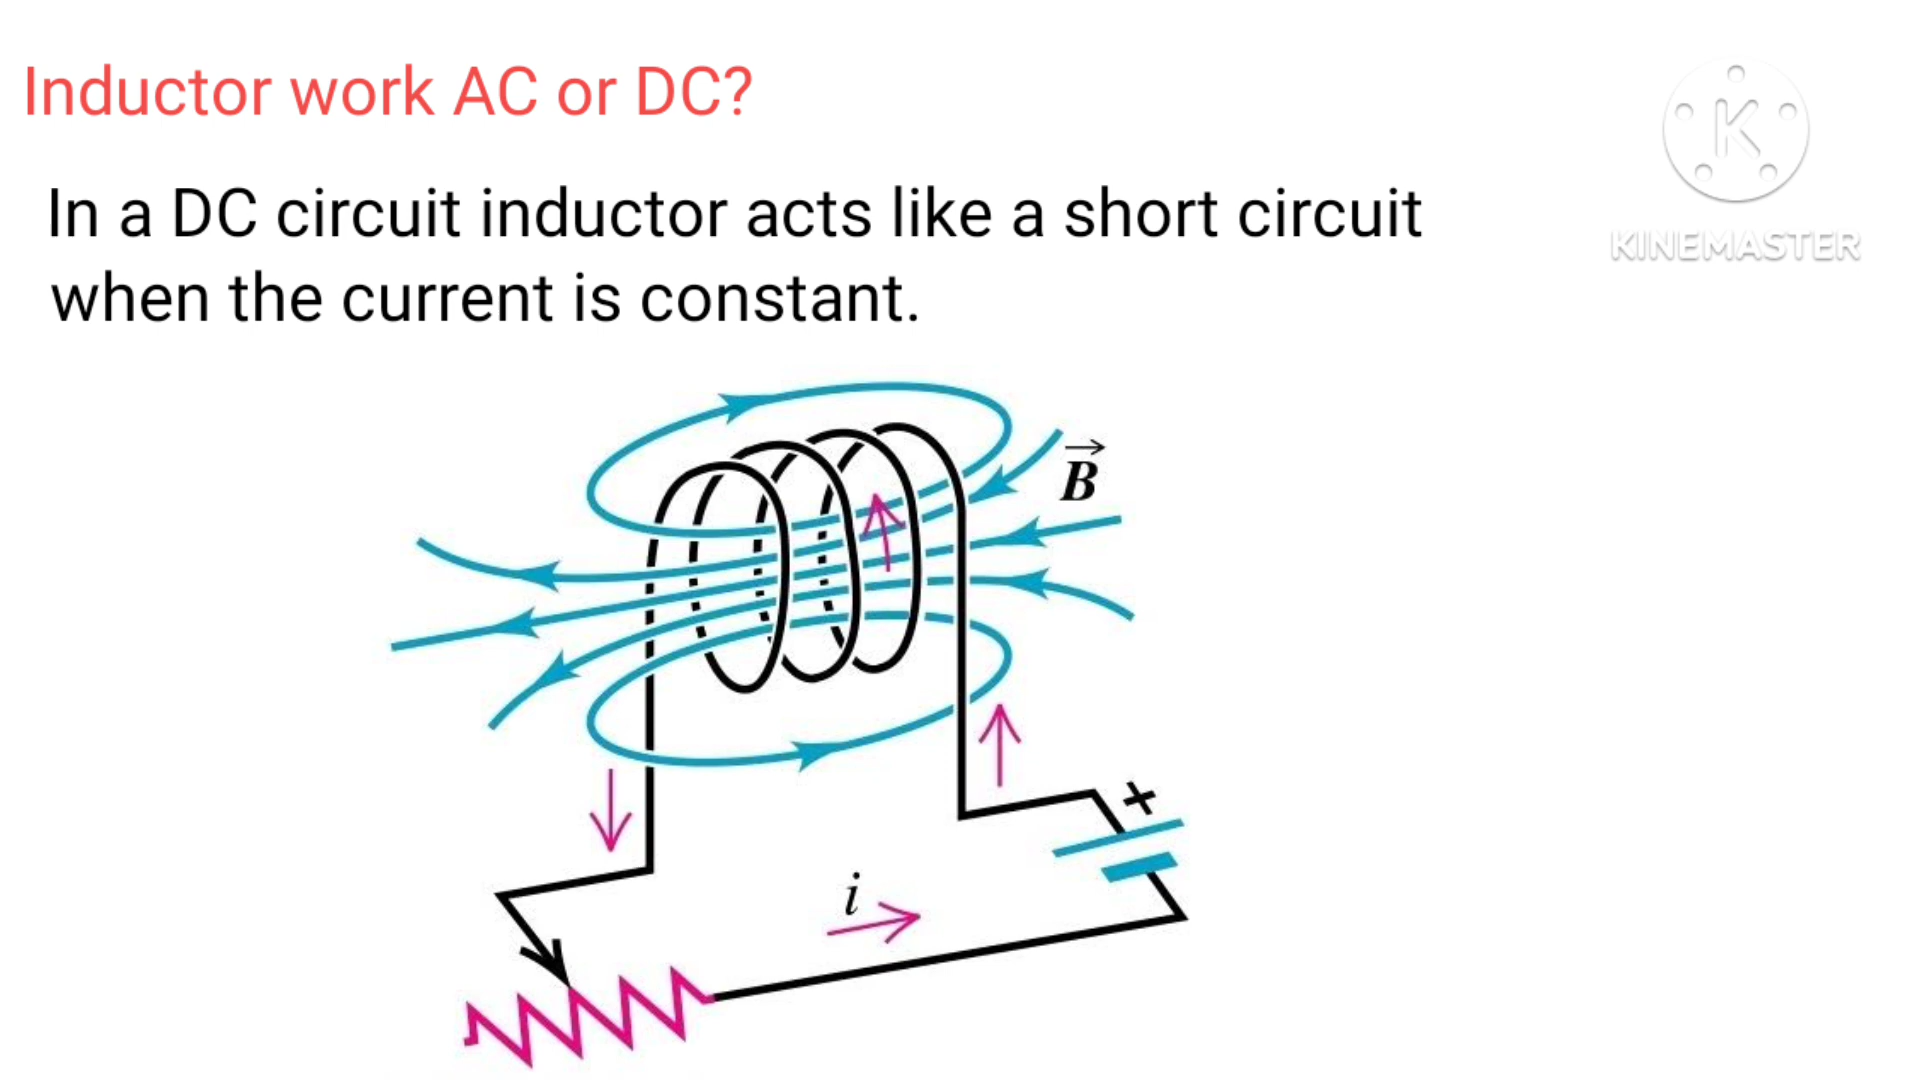 Inductor work AC or DC?
K
KINEMASTER
In a DC circuit inductor acts like a short circuit
when the current is constant.
B
+
i